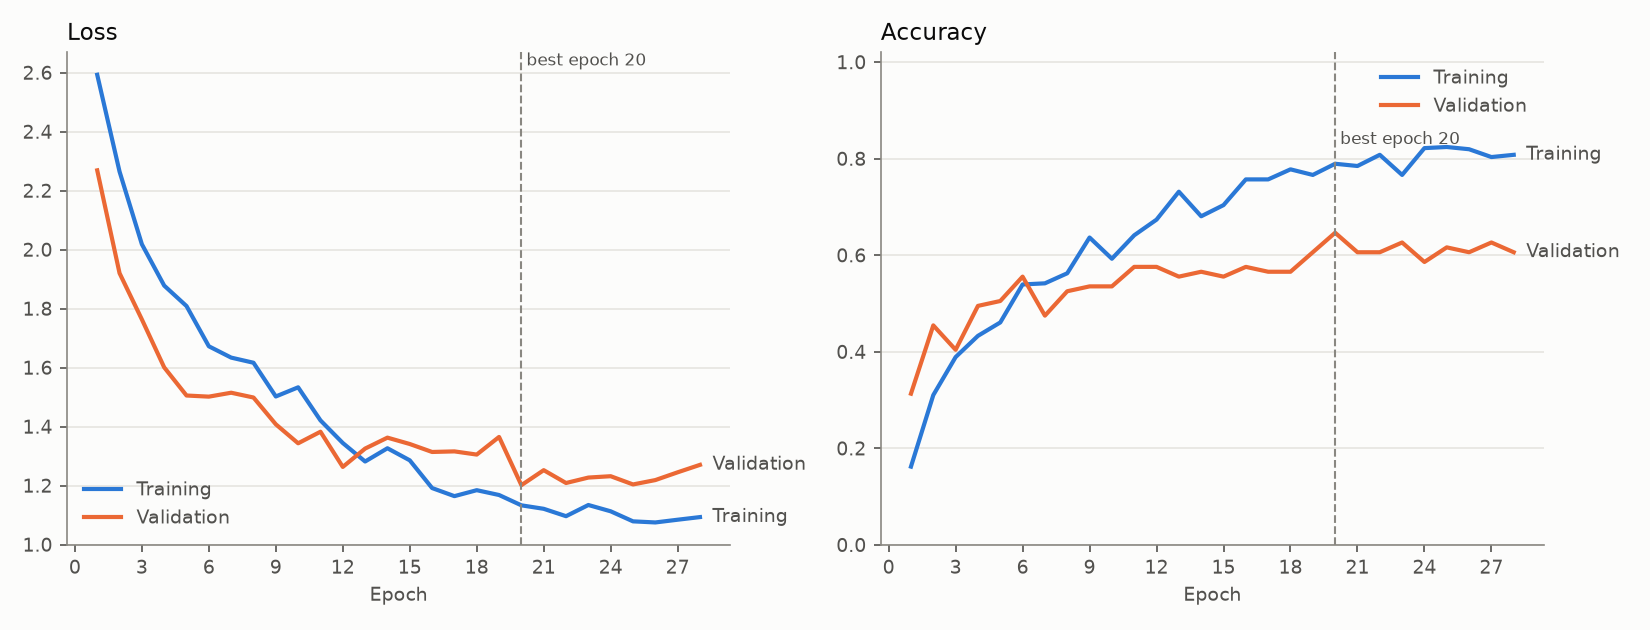 Loss
best epoch 20
2.6
2.4
2.2
2.0
1.8
1.6
1.4
1.2
1.0
Training
Validation
Validation
Training
0 3 6 9 12 15 18 21 24 27
Epoch
Accuracy
1.0
0.8
0.6
0.4
0.2
0.0
Training
Validation
best epoch 20
Training
Validation
0 3 6 9 12 15 18 21 24 27
Epoch